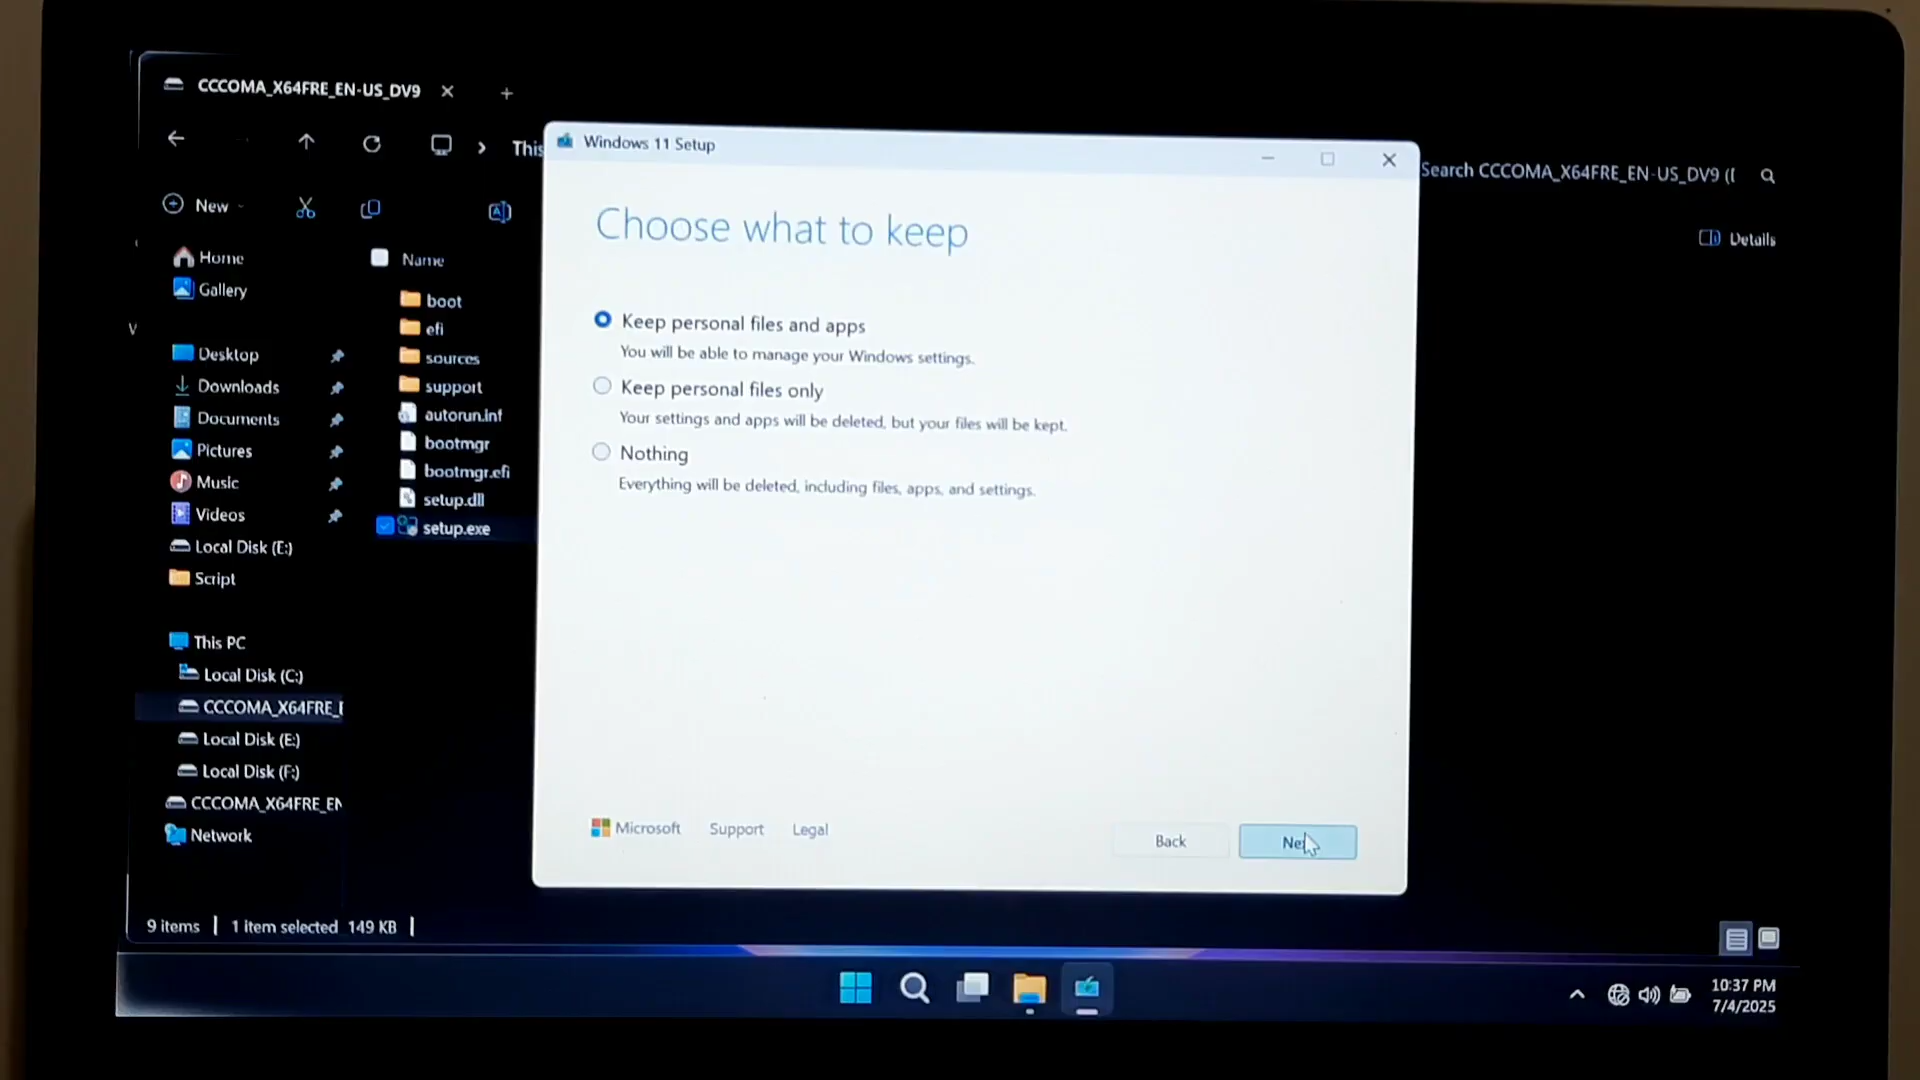 CCCOMA_X64FRE_EN-US_DV9
This
Search CCCOMA_X64FRE_EN-US_DV9 (
New
Details
Home
Gallery
Desktop
Downloads
Documents
Pictures
Music
Videos
Local Disk (E:)
Script
This PC
Local Disk (C:)
CCCOMA_X64FRE_E
Local Disk (E:)
Local Disk (F:)
CCCOMA_X64FRE_EN
Network
Name
boot
efi
sources
support
autorun.inf
bootmgr
bootmgr.efi
setup.dll
setup.exe
Windows 11 Setup
Choose what to keep
Keep personal files and apps
You will be able to manage your Windows settings.
Keep personal files only
Your settings and apps will be deleted, but your files will be kept.
Nothing
Everything will be deleted, including files, apps, and settings.
Microsoft Support Legal
Back
9 items 1 item selected 149 KB
10:37 PM
7/4/2025